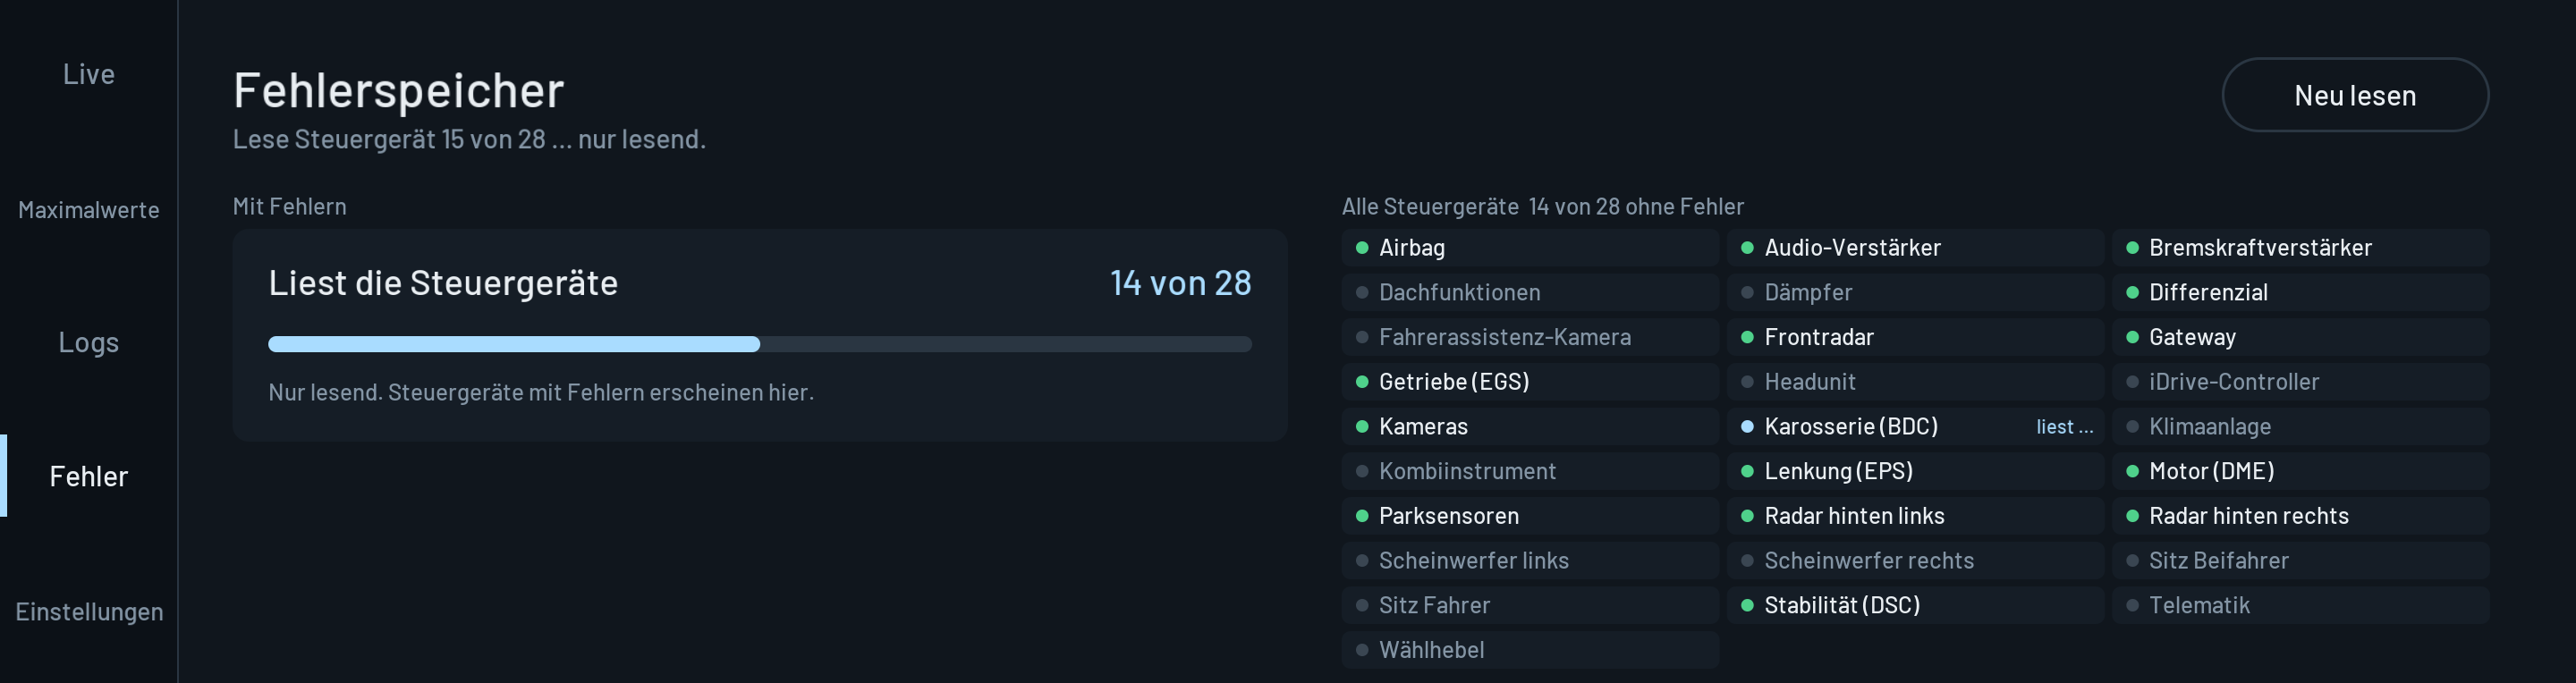 Live
Maximalwerte
Logs
Fehler
Einstellungen
Fehlerspeicher
Lese Steuergerät 15 von 28 ... nur lesend.
Neu lesen
Mit Fehlern
Liest die Steuergeräte
14 von 28
Nur lesend. Steuergeräte mit Fehlern erscheinen hier.
Alle Steuergeräte 14 von 28 ohne Fehler
Airbag
Audio-Verstärker
Bremskraftverstärker
Dachfunktionen
Dämpfer
Differenzial
Fahrerassistenz-Kamera
Frontradar
Gateway
Getriebe (EGS)
Headunit
iDrive-Controller
Kameras
Karosserie (BDC)
liest ...
Klimaanlage
Kombiinstrument
Lenkung (EPS)
Motor (DME)
Parksensoren
Radar hinten links
Radar hinten rechts
Scheinwerfer links
Scheinwerfer rechts
Sitz Beifahrer
Sitz Fahrer
Stabilität (DSC)
Telematik
Wählhebel